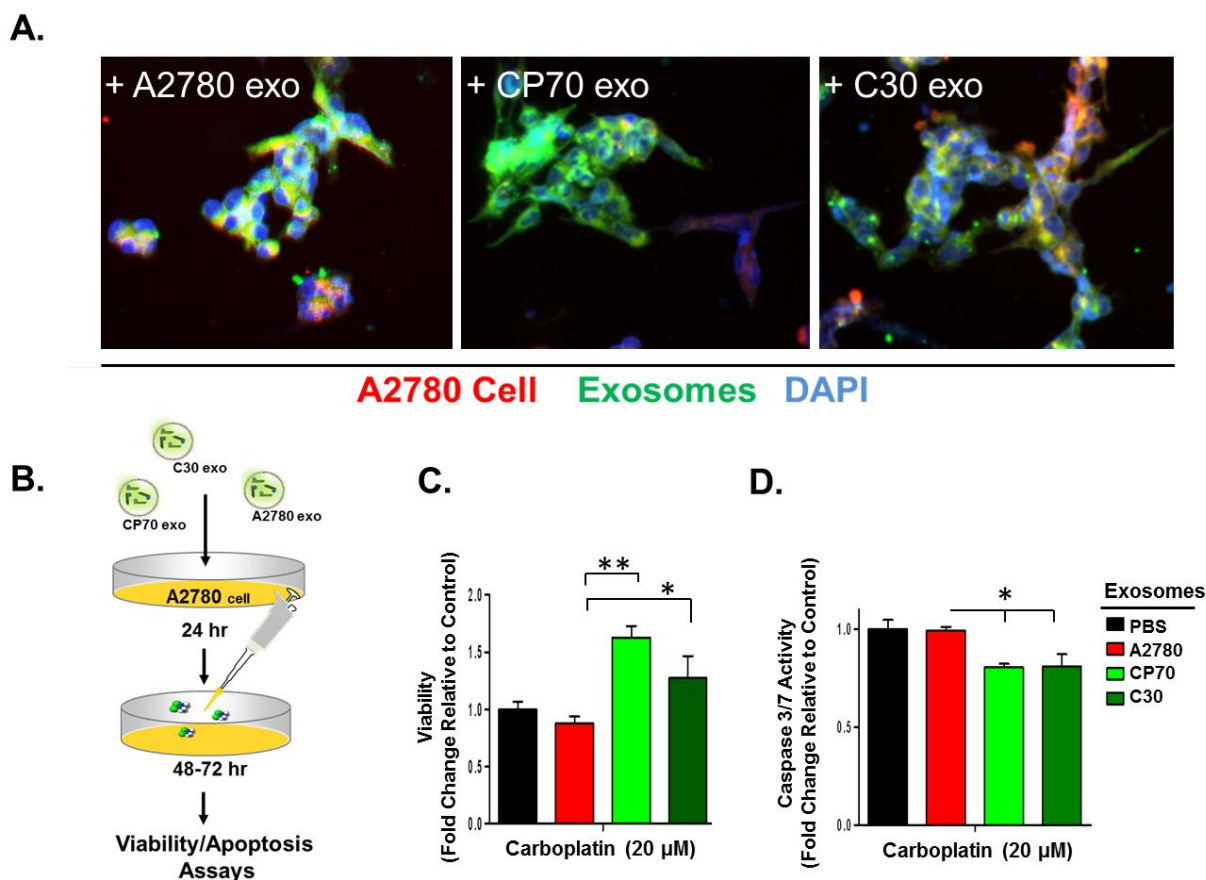 A.
+ A2780 exo
+ CP70 exo
+ C30 exo
A2780 Cell Exosomes DAPI
B.
C30 exo
CP70 exo
A2780 exo
A2780 cell
24 hr
48-72 hr
Viability/Apoptosis
Assays
C.
Viability
(Fold Change Relative to Control)
2.0
1.5
1.0
0.5
0.0
**
*
Carboplatin (20 µM)
D.
Caspase 3/7 Activity
(Fold Change Relative to Control)
1.0
0.5
0.0
*
Carboplatin (20 µM)
Exosomes
PBS
A2780
CP70
C30